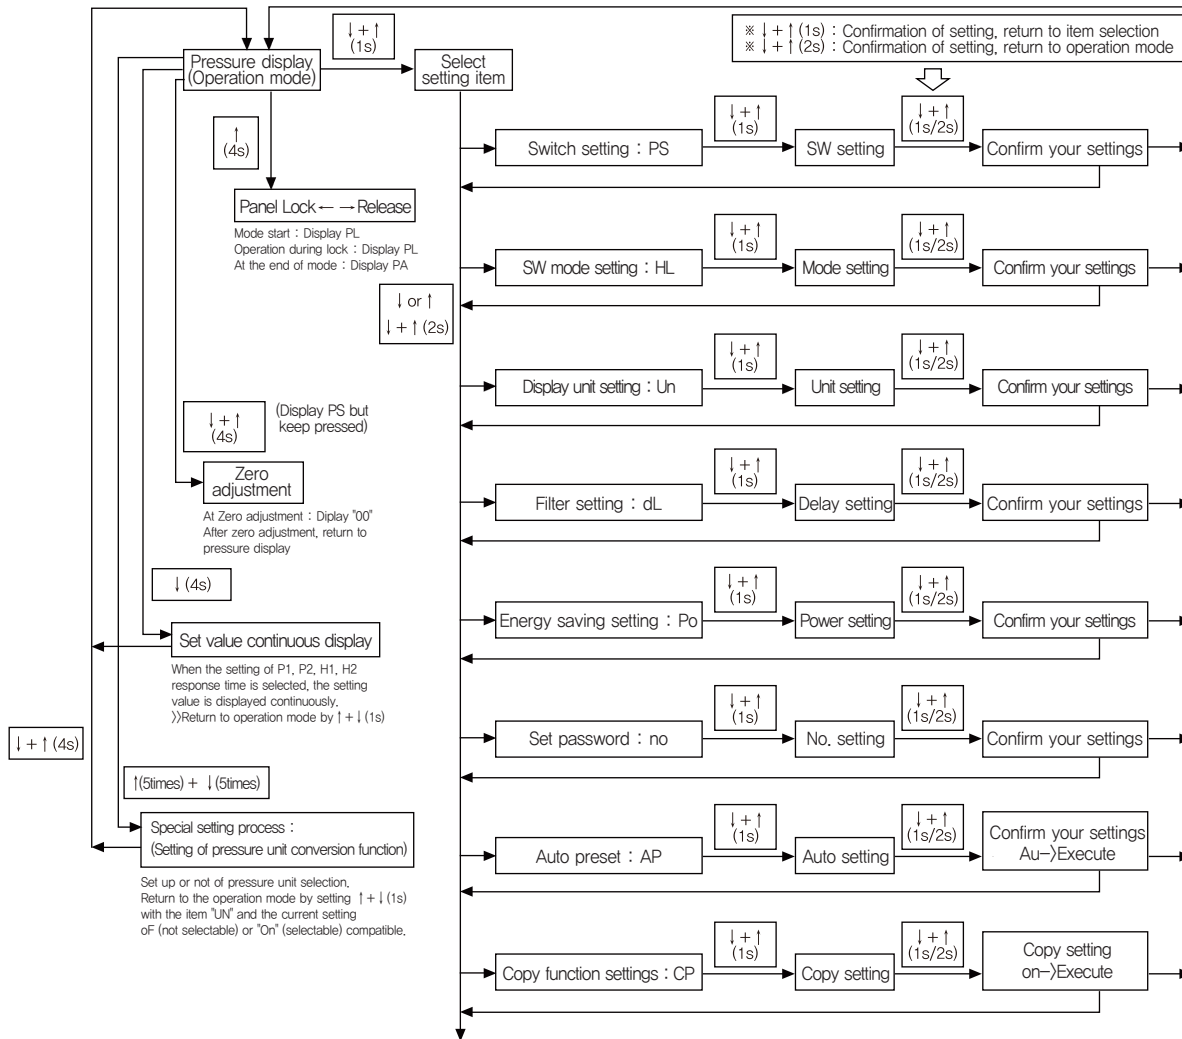 ※ ↓+↑ (1s) : Confirmation of setting, return to item selection
※ ↓+↑ (2s) : Confirmation of setting, return to operation mode
↓+↑
(1s)
Pressure display
(Operation mode)
Select
setting item
↑
(4s)
Panel Lock← →Release
Mode start : Display PL
Operation during lock : Display PL
At the end of mode : Display PA
↓ or ↑
↓+↑ (2s)
↓+↑
(4s)
(Display PS but
keep pressed)
Zero
adjustment
At Zero adjustment : Diplay "00"
After zero adjustment, return to
pressure display
↓ (4s)
Set value continuous display
When the setting of P1, P2, H1, H2
response time is selected, the setting
value is displayed continuously.
>>Return to operation mode by ↑+↓(1s)
↓+↑ (4s)
↑(5times) + ↓(5times)
Special setting process :
(Setting of pressure unit conversion function)
Set up or not of pressure unit selection.
Return to the operation mode by setting ↑+↓(1s)
with the item "UN" and the current setting
oF (not selectable) or "On" (selectable) compatible.
Switch setting : PS
↓+↑
(1s)
SW setting
↓+↑
(1s/2s)
Confirm your settings
SW mode setting : HL
↓+↑
(1s)
Mode setting
↓+↑
(1s/2s)
Confirm your settings
Display unit setting : Un
↓+↑
(1s)
Unit setting
↓+↑
(1s/2s)
Confirm your settings
Filter setting : dL
↓+↑
(1s)
Delay setting
↓+↑
(1s/2s)
Confirm your settings
Energy saving setting : Po
↓+↑
(1s)
Power setting
↓+↑
(1s/2s)
Confirm your settings
Set password : no
↓+↑
(1s)
No. setting
↓+↑
(1s/2s)
Confirm your settings
Auto preset : AP
↓+↑
(1s)
Auto setting
↓+↑
(1s/2s)
Confirm your settings
Au->Execute
Copy function settings : CP
↓+↑
(1s)
Copy setting
↓+↑
(1s/2s)
Copy setting
on->Execute